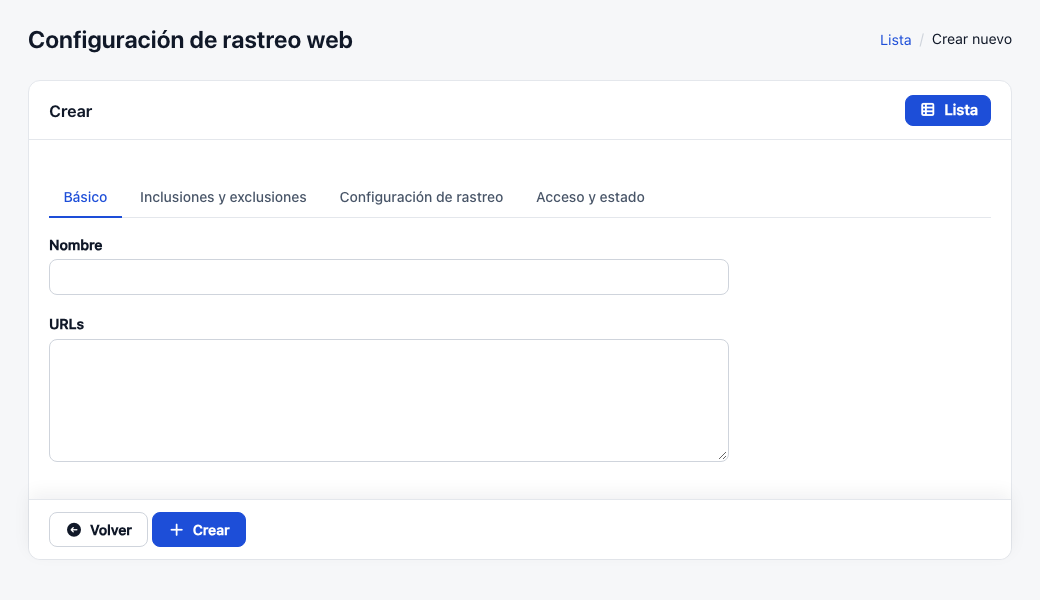 Configuración de rastreo web
Lista / Crear nuevo
Crear
Lista
Básico
Inclusiones y exclusiones
Configuración de rastreo
Acceso y estado
Nombre
URLs
Volver
Crear